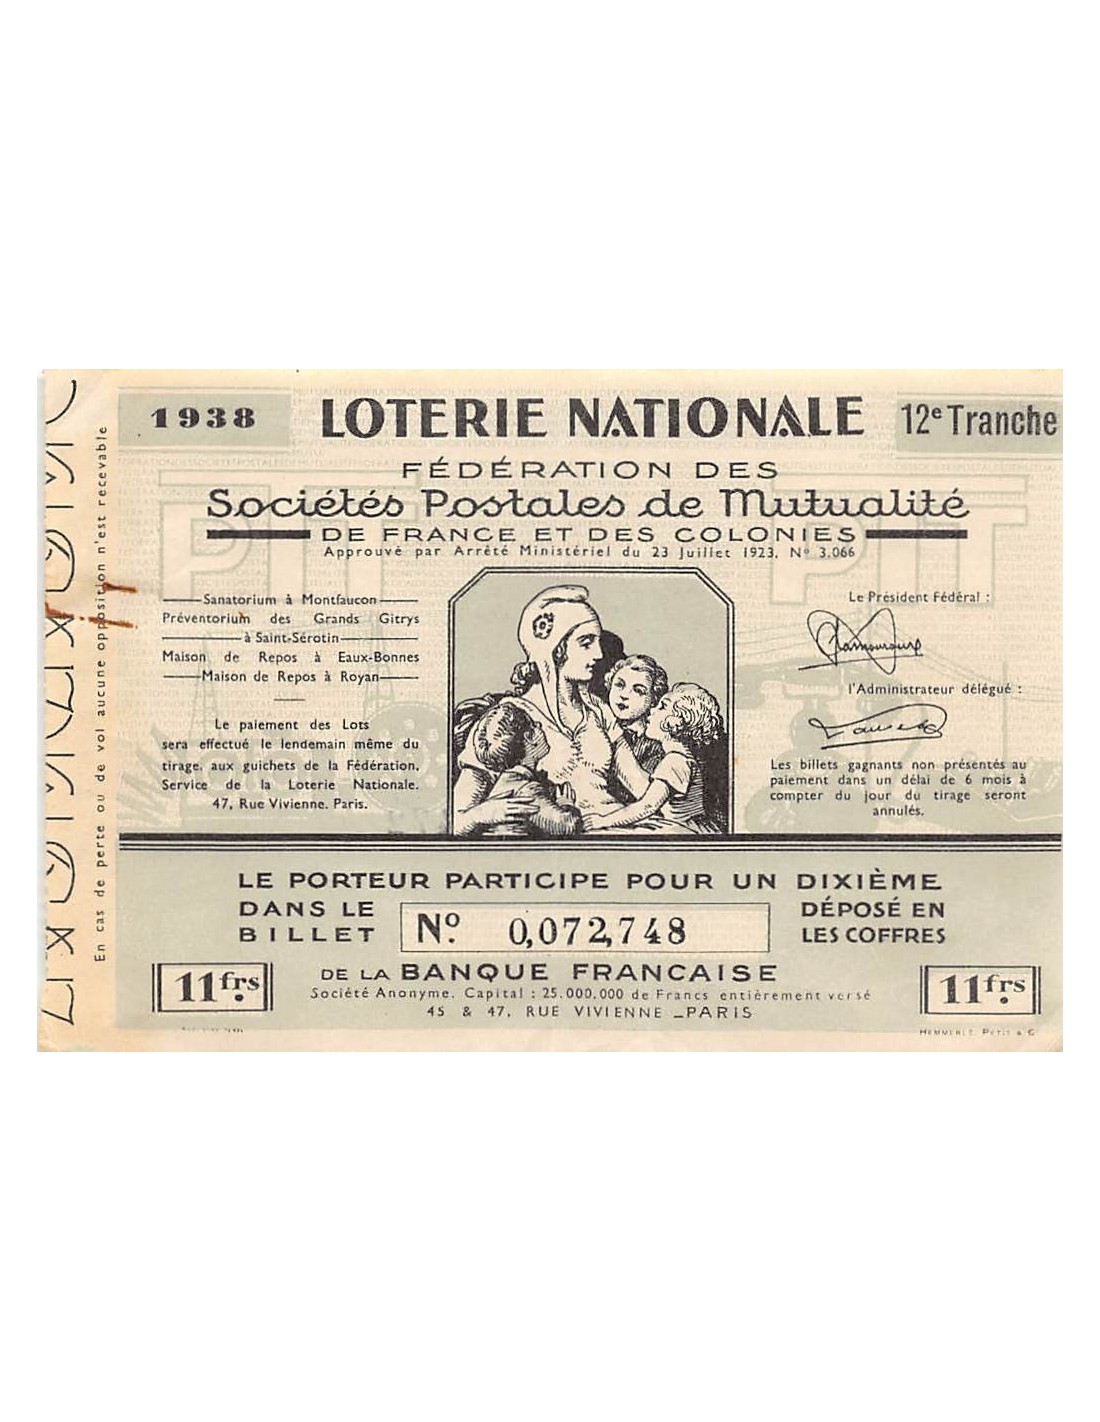 1938
LOTERIE NATIONALE
12e Tranche
FÉDÉRATION DES
Sociétés Postales de Mutualité
DE FRANCE ET DES COLONIES
Approuvé par Arrêté Ministériel du 23 Juillet 1923. No 3.066
PTT
PTT
Sanatorium à Montfaucon
Préventorium des Grands Gitrys
à Saint-Sérotin
Maison de Repos à Eaux-Bonnes
Maison de Repos à Royan
Le paiement des Lots
sera effectué le lendemain même du
tirage, aux guichets de la Fédération,
Service de la Loterie Nationale.
47, Rue Vivienne, Paris.
Le Président Fédéral :
l'Administrateur délégué :
Les billets gagnants non présentés au
paiement dans un délai de 6 mois à
compter du jour du tirage seront
annulés.
En cas de perte ou de vol aucune opposition n'est recevable
LE PORTEUR PARTICIPE POUR UN DIXIÈME
DANS LE
BILLET
No. 0,072,748
DÉPOSÉ EN
LES COFFRES
DE LA BANQUE FRANCAISE
Société Anonyme. Capital : 25.000.000 de Francs entièrement versé
45 & 47, RUE VIVIENNE _PARIS
11frs.
11frs.
HEMMERLÉ, PETIT & C